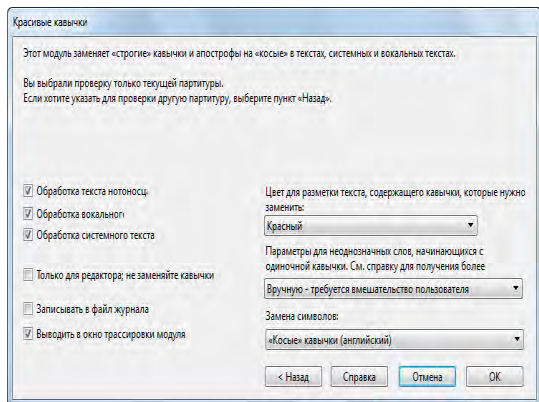 Красивые кавычки
Этот модуль заменяет «строгие» кавычки и апострофы на «косые» в текстах, системных и вокальных текстах.
Вы выбрали проверку только текущей партитуры.
Если хотите указать для проверки другую партитуру, выберите пункт «Назад».
Обработка текста нотоносц
Обработка вокальног
Обработка системного текста
Только для редактора; не заменяйте кавычки
Записывать в файл журнала
Выводить в окно трассировки модуля
Цвет для разметки текста, содержащего кавычки, которые нужно
заменить:
Красный
Параметры для неоднозначных слов, начинающихся с
одиночной кавычки. См. справку для получения более
Вручную - требуется вмешательство пользователя
Замена символов:
«Косые» кавычки (английский)
< Назад
Справка
Отмена
ОК